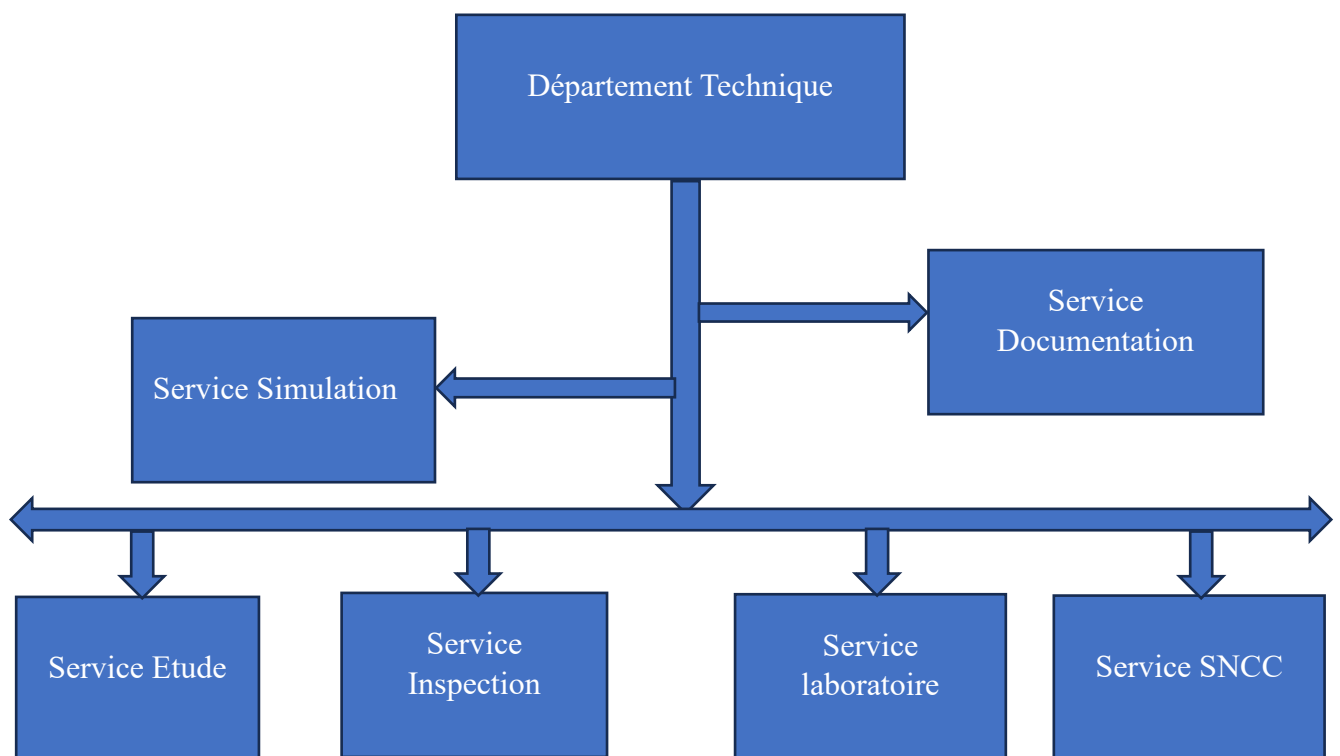 Département Technique
Service
Documentation
Service Simulation
Service Etude
Service
Inspection
Service
laboratoire
Service SNCC